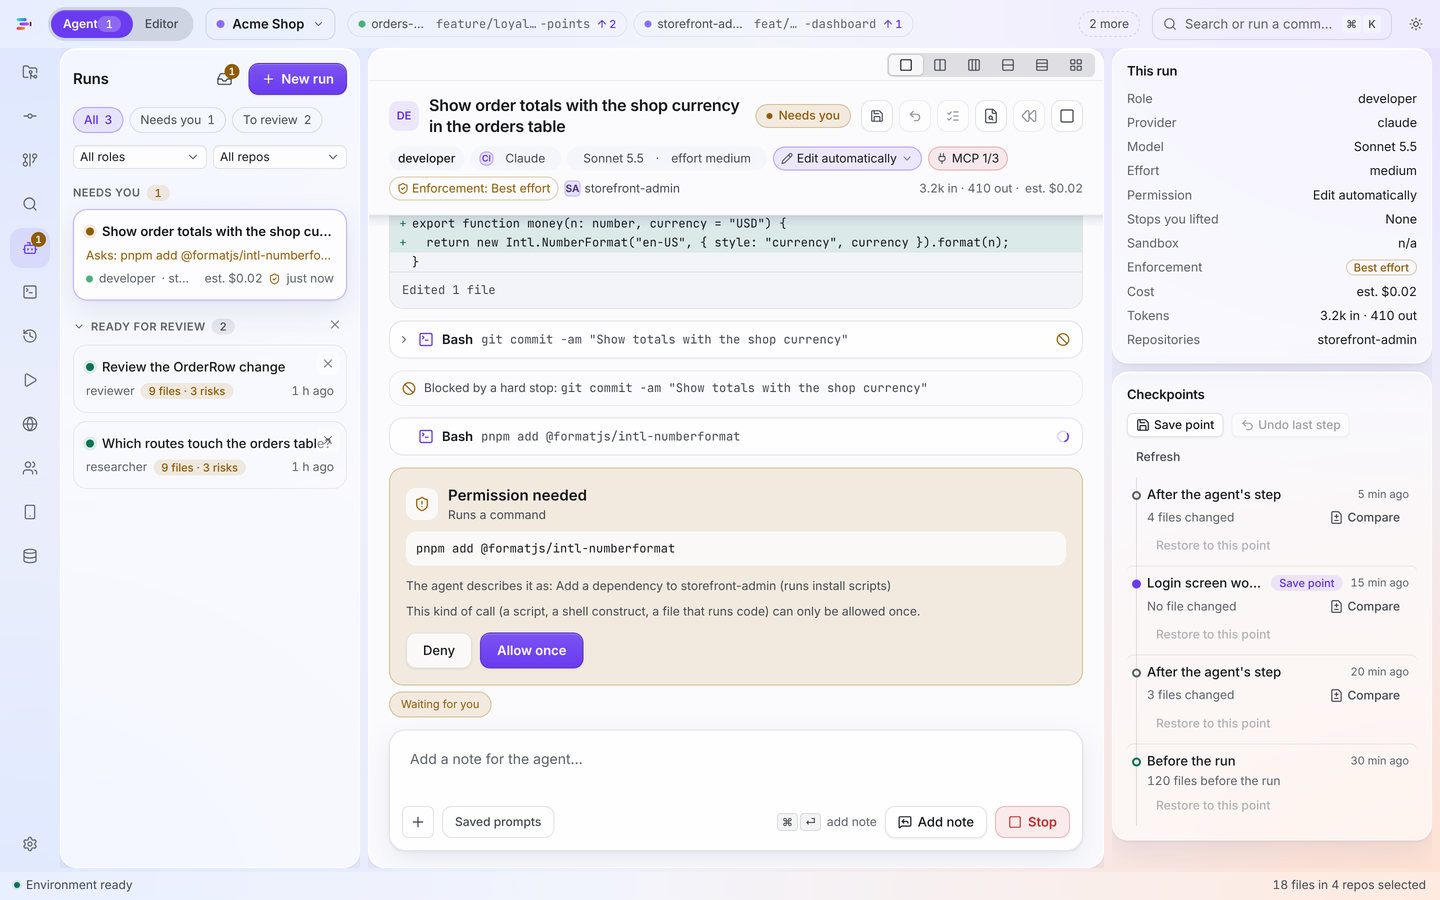 Agent 1
Editor
Acme Shop
orders-...
feature/loyal... -points ↑ 2
storefront-ad...
feat/... -dashboard ↑ 1
2 more
Search or run a comm...
⌘ K
Runs
1
+ New run
All 3
Needs you 1
To review 2
All roles
All repos
NEEDS YOU 1
Show order totals with the shop cu...
Asks: pnpm add @formatjs/intl-numberfo...
developer · st... est. $0.02 just now
READY FOR REVIEW 2
Review the OrderRow change
reviewer 9 files · 3 risks 1 h ago
Which routes touch the orders table?
researcher 9 files · 3 risks 1 h ago
1
DE
Show order totals with the shop currency
in the orders table
Needs you
developer
CI Claude
Sonnet 5.5 · effort medium
Edit automatically
MCP 1/3
Enforcement: Best effort
SA storefront-admin
3.2k in · 410 out · est. $0.02
+ export function money(n: number, currency = "USD") {
+ return new Intl.NumberFormat("en-US", { style: "currency", currency }).format(n);
}
Edited 1 file
Bash git commit -am "Show totals with the shop currency"
Blocked by a hard stop: git commit -am "Show totals with the shop currency"
Bash pnpm add @formatjs/intl-numberformat
Permission needed
Runs a command
pnpm add @formatjs/intl-numberformat
The agent describes it as: Add a dependency to storefront-admin (runs install scripts)
This kind of call (a script, a shell construct, a file that runs code) can only be allowed once.
Deny
Allow once
Waiting for you
Add a note for the agent...
+
Saved prompts
⌘ ⏎ add note
Add note
Stop
This run
Role developer
Provider claude
Model Sonnet 5.5
Effort medium
Permission Edit automatically
Stops you lifted None
Sandbox n/a
Enforcement Best effort
Cost est. $0.02
Tokens 3.2k in · 410 out
Repositories storefront-admin
Checkpoints
Save point
Undo last step
Refresh
After the agent's step 5 min ago
4 files changed Compare
Restore to this point
Login screen wo... Save point 15 min ago
No file changed Compare
Restore to this point
After the agent's step 20 min ago
3 files changed Compare
Restore to this point
Before the run 30 min ago
120 files before the run
Restore to this point
Environment ready
18 files in 4 repos selected